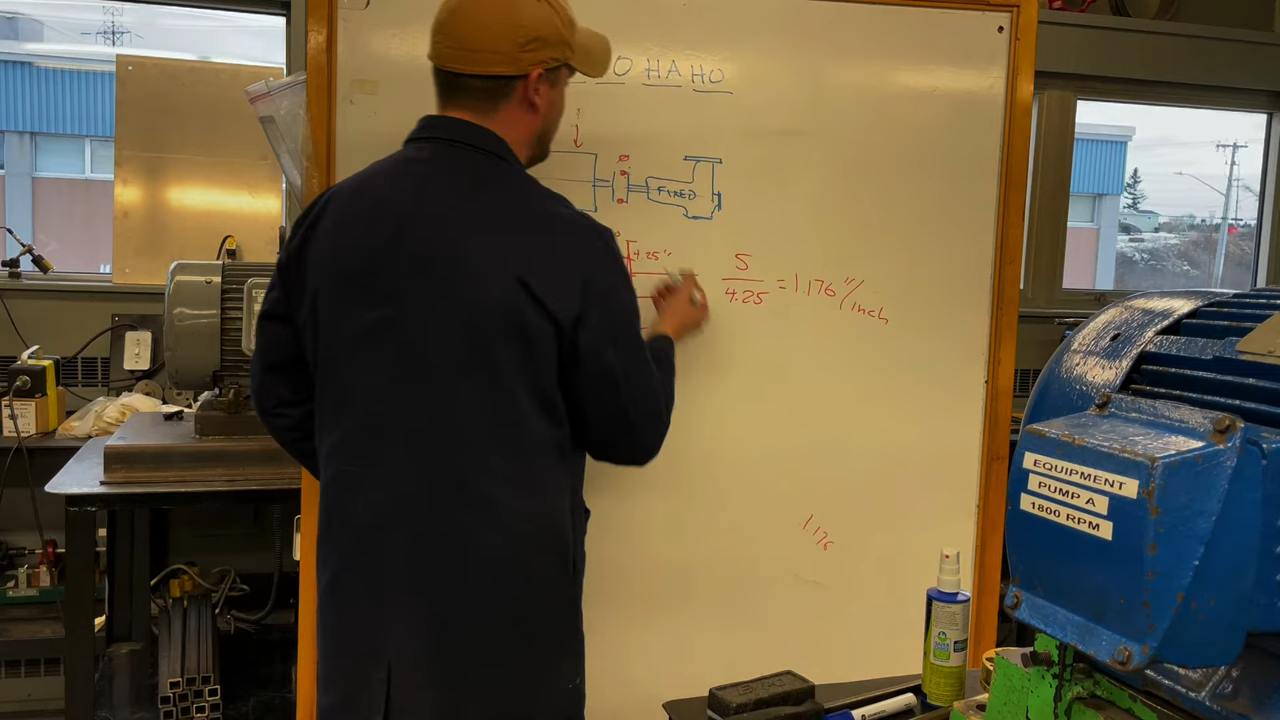 O HA HO
FIXED
4.25"
5
4.25
= 1.176"/inch
1.176
EQUIPMENT
PUMP A
1800 RPM